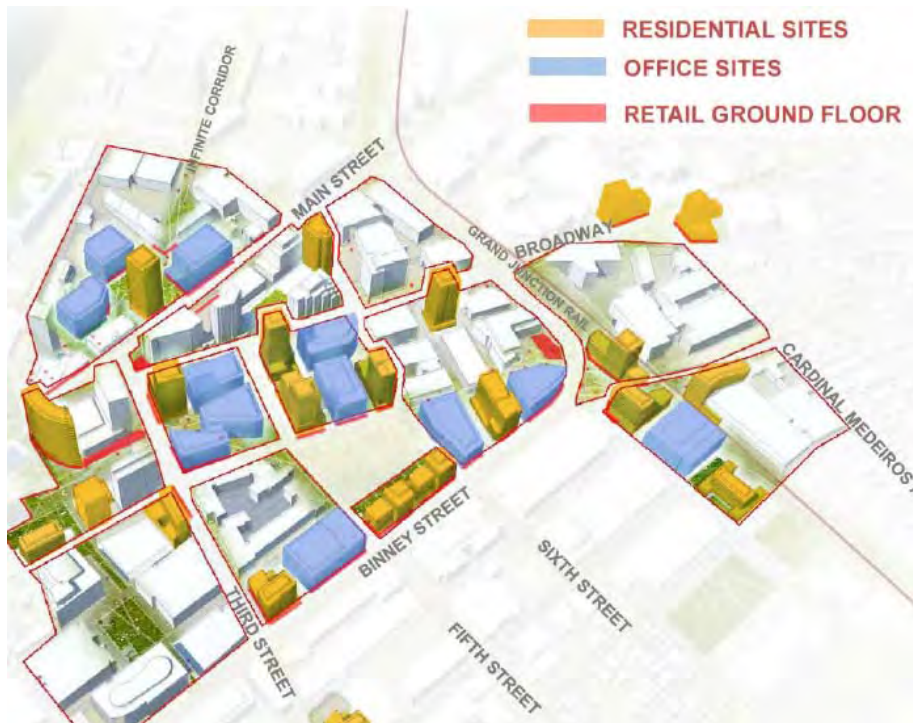 RESIDENTIAL SITES
OFFICE SITES
RETAIL GROUND FLOOR
INFINITE CORRIDOR
MAIN STREET
GRAND JUNCTION RAIL
BROADWAY
CARDINAL MEDEIROS
BINNEY STREET
SIXTH STREET
THIRD STREET
FIFTH STREET